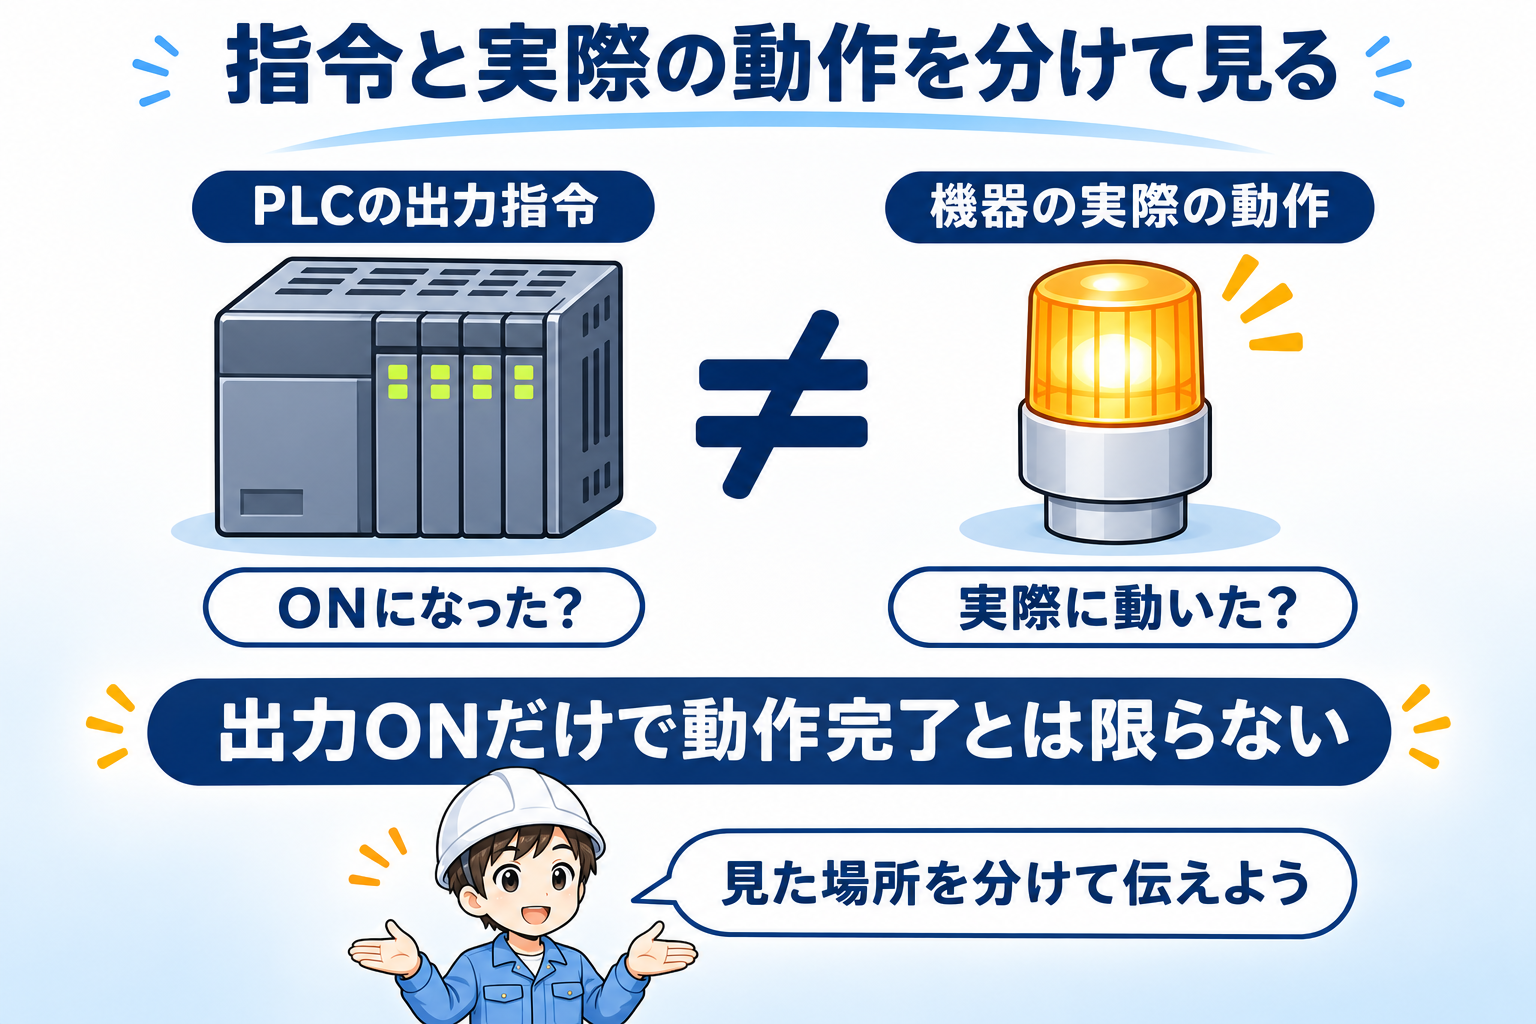 指令と実際の動作を分けて見る
PLCの出力指令
機器の実際の動作
≠
ONになった?
実際に動いた?
出力ONだけで動作完了とは限らない
見た場所を分けて伝えよう